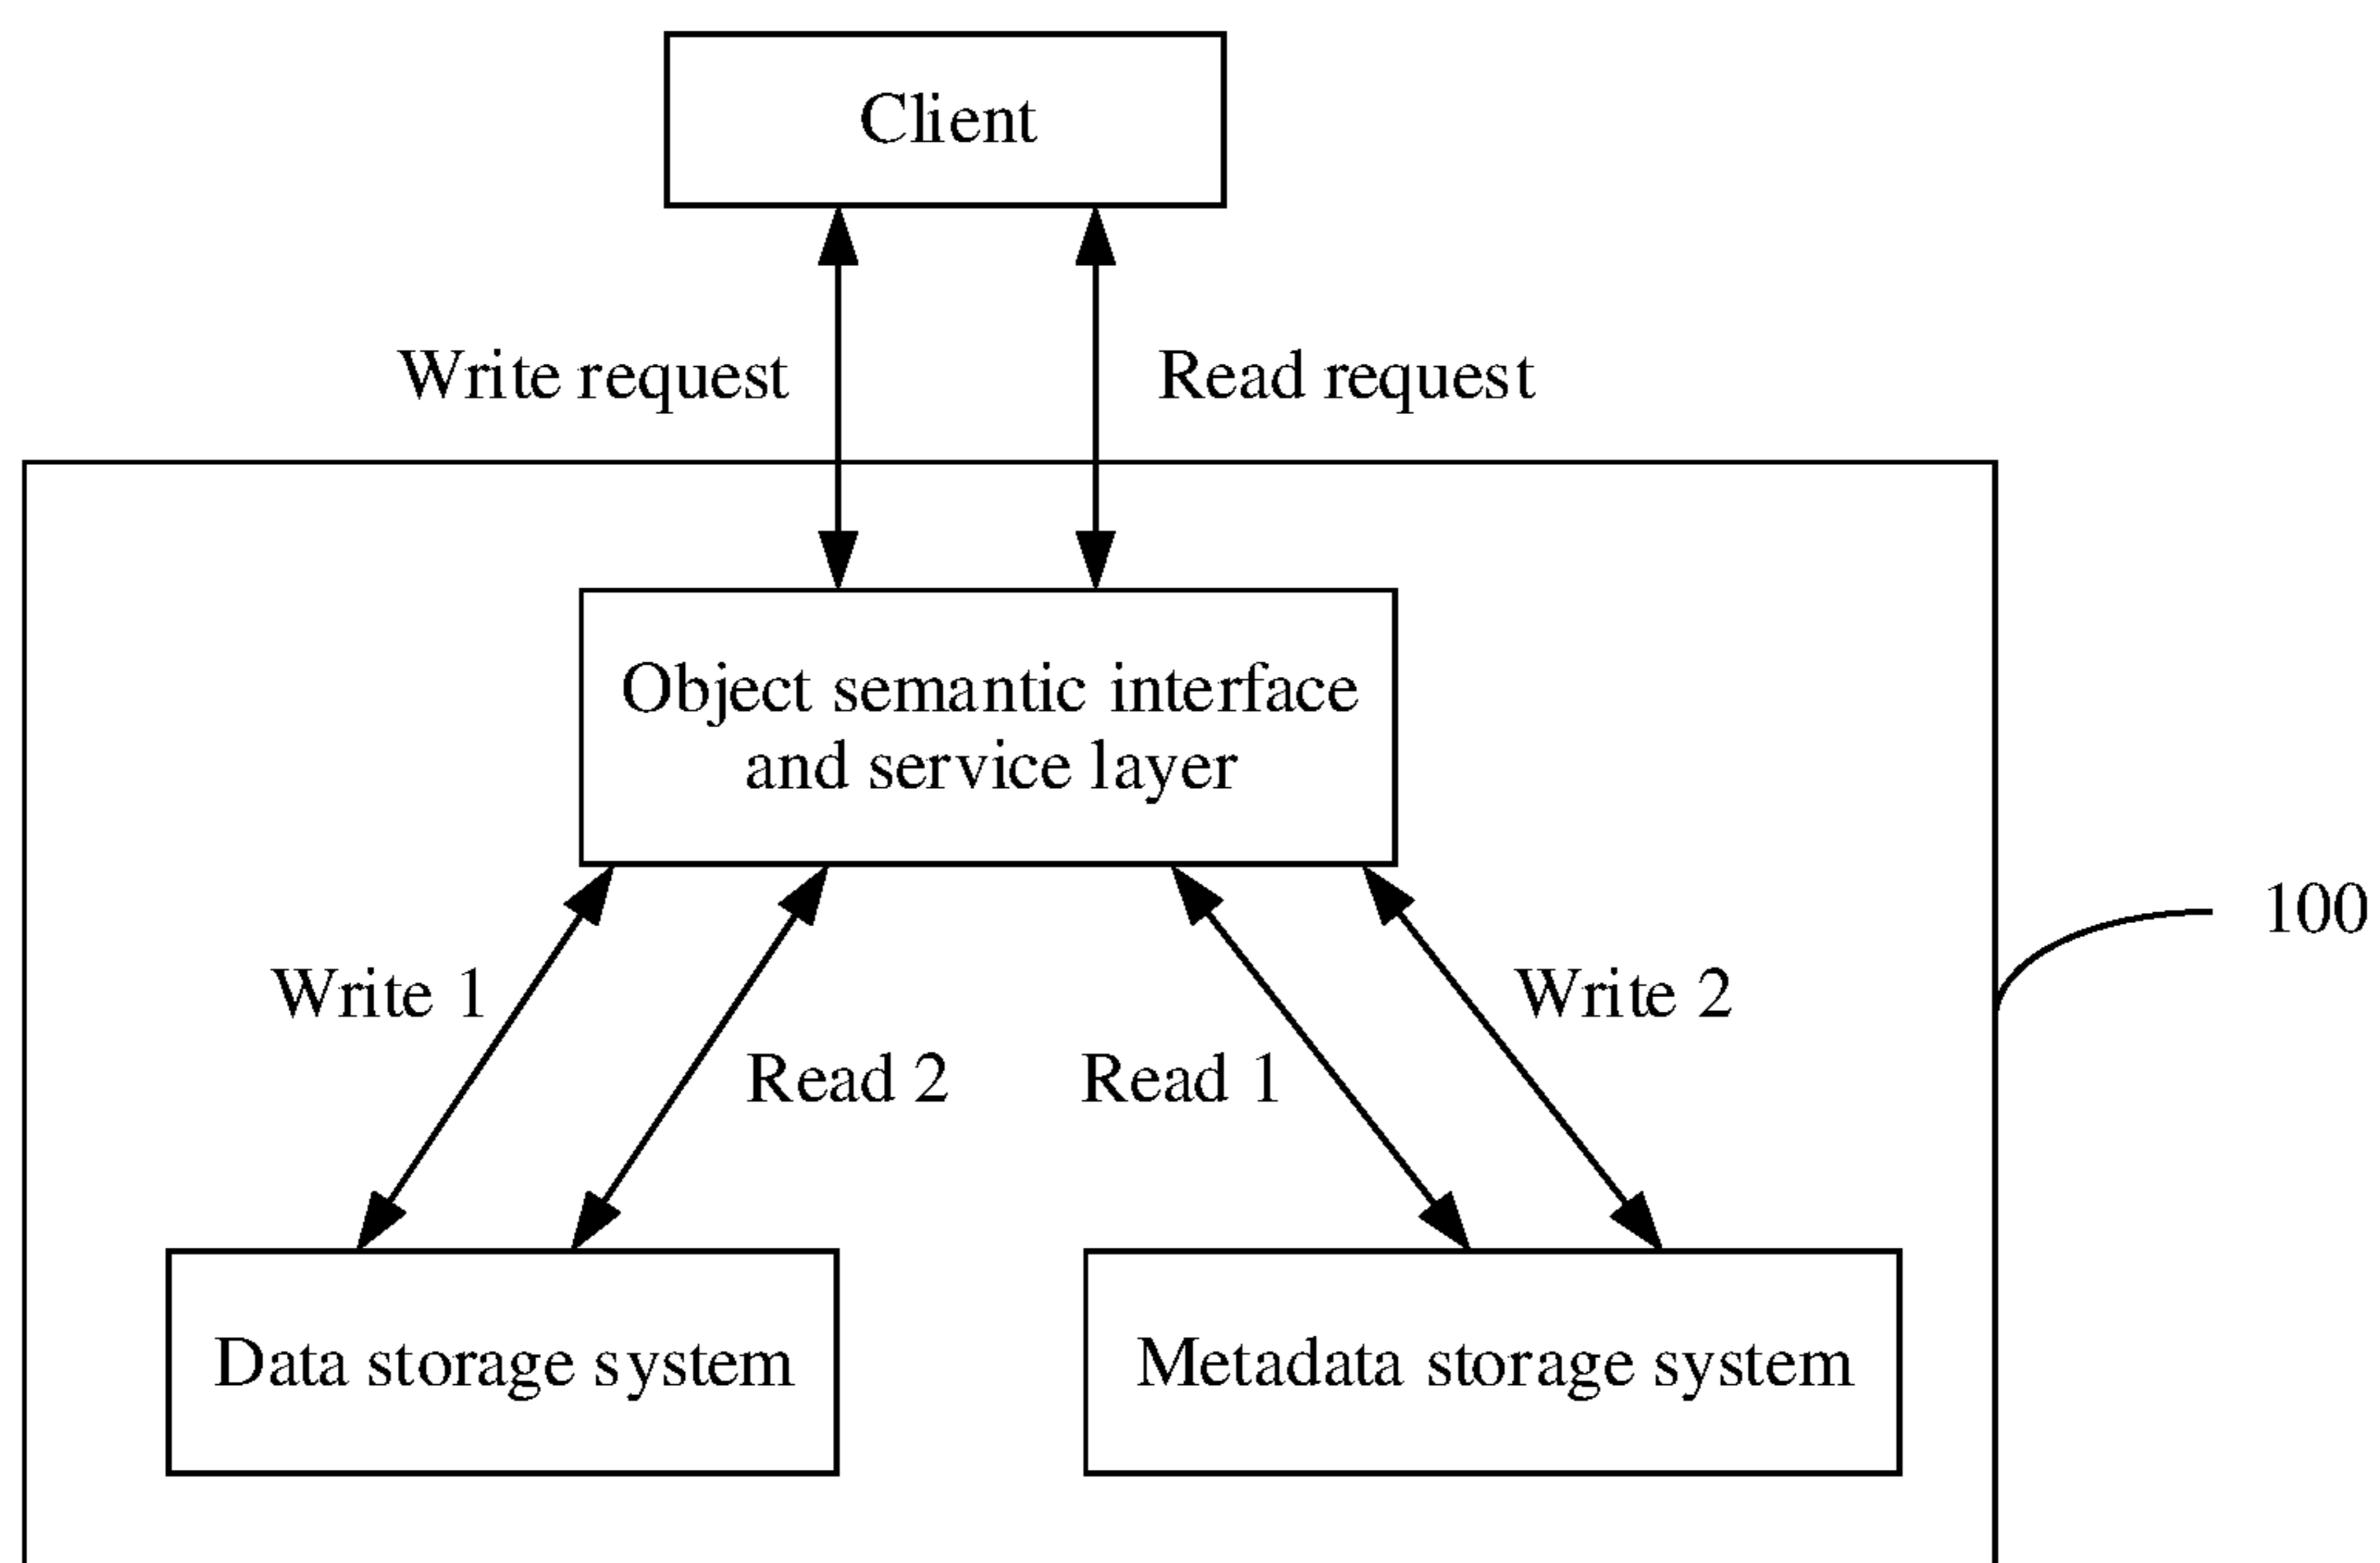 Client
Write request
Read request
Object semantic interface
and service layer
100
Write 1
Write 2
Read 2
Read 1
Data storage system
Metadata storage system